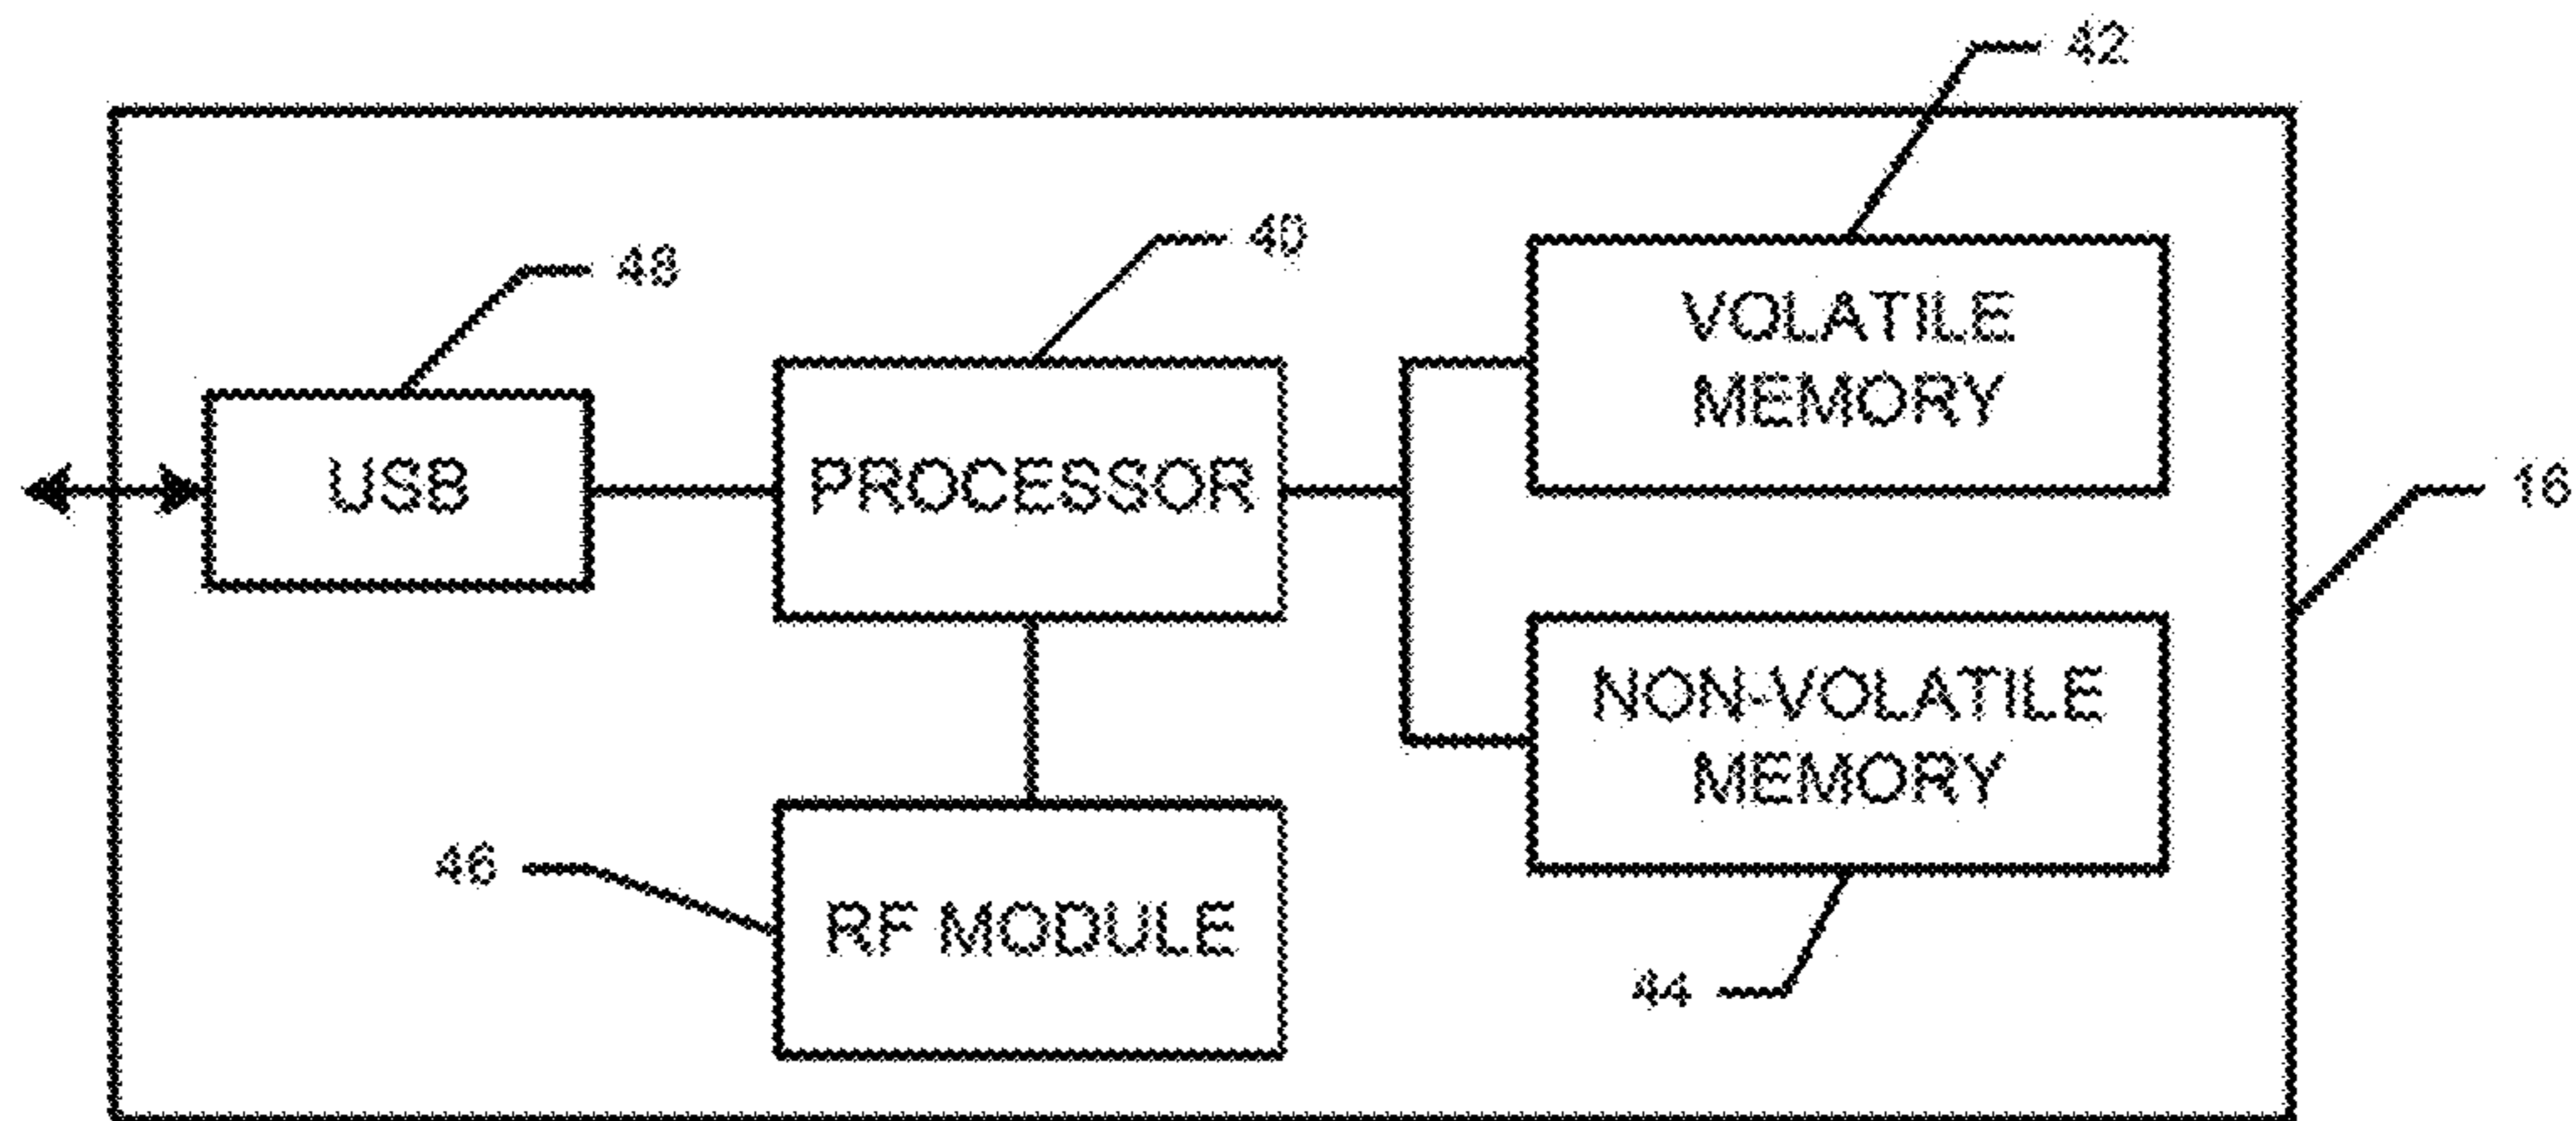 42
40
48
VOLATILE
MEMORY
USB
PROCESSOR
16
NON-VOLATILE
MEMORY
46
RF MODULE
44